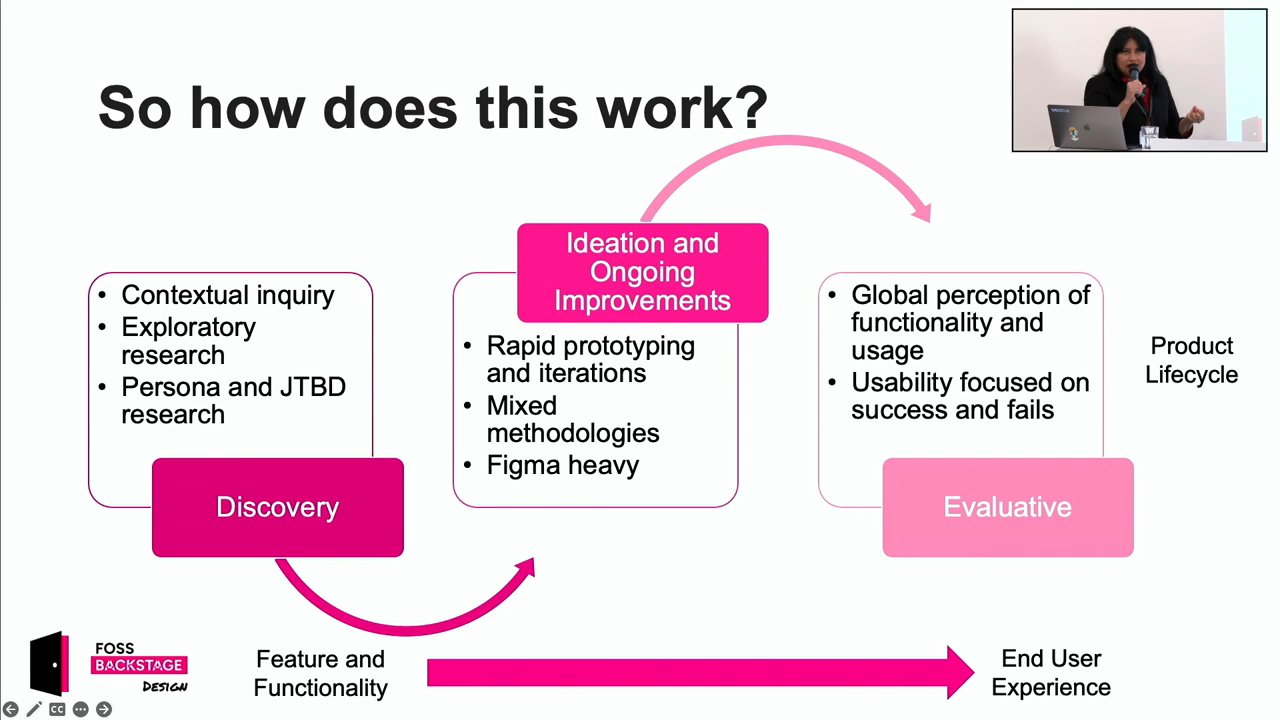 So how does this work?
• Contextual inquiry
• Exploratory
research
• Persona and JTBD
research
Discovery
Ideation and
Ongoing
Improvements
• Rapid prototyping
and iterations
• Mixed
methodologies
• Figma heavy
• Global perception of
functionality and
usage
• Usability focused on
success and fails
Evaluative
Product
Lifecycle
FOSS
BACKSTAGE
DESIGN
Feature and
Functionality
End User
Experience
CC